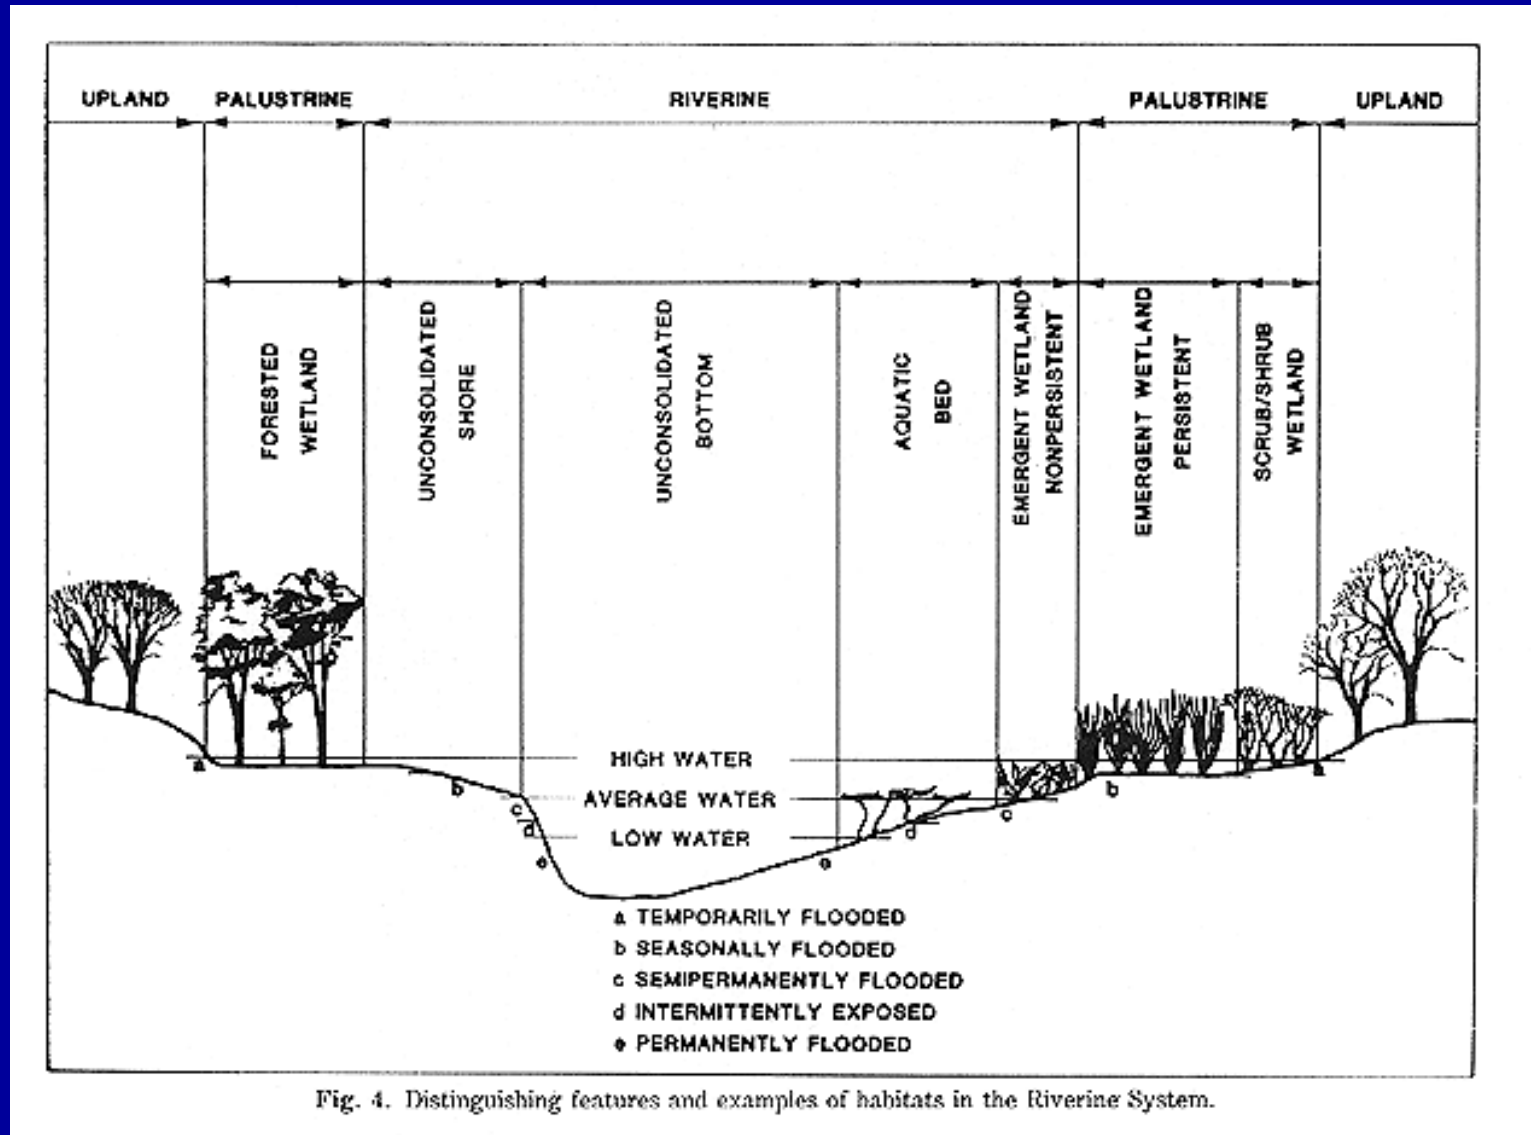 UPLAND PALUSTRINE RIVERINE PALUSTRINE UPLAND
FORESTED
WETLAND
UNCONSOLIDATED
SHORE
UNCONSOLIDATED
BOTTOM
AQUATIC
BED
EMERGENT WETLAND
NONPERSISTENT
EMERGENT WETLAND
PERSISTENT
SCRUB/SHRUB
WETLAND
HIGH WATER
AVERAGE WATER
LOW WATER
a
b
c
d
e
e
d
c
b
a
a TEMPORARILY FLOODED
b SEASONALLY FLOODED
c SEMIPERMANENTLY FLOODED
d INTERMITTENTLY EXPOSED
e PERMANENTLY FLOODED
Fig. 4. Distinguishing features and examples of habitats in the Riverine System.